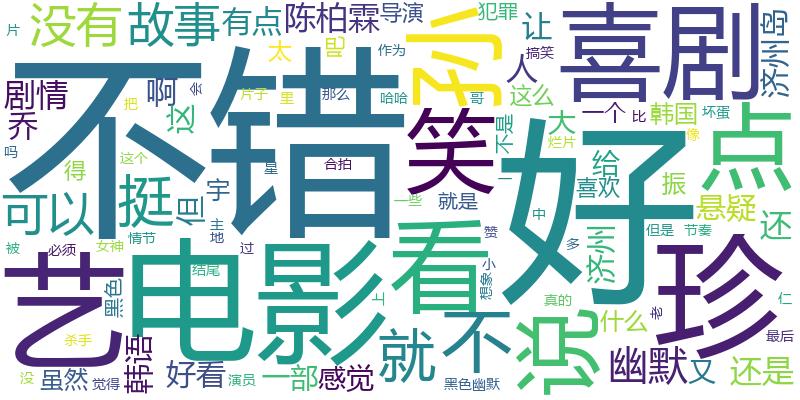 片
没有
故事
有点
陈柏霖
导演
犯罪
让
喜剧
济州岛
孙
搞笑
作为
吧
太
人
不错
剧情
啊
会
片子
里
那么
哈哈
哥
这么
一个
比
韩国
坏蛋
乔
这
把
笑
不是
大
烂片
像
点
吗
得
这个
星
合拍
好
给
喜欢
振
悬疑
还
可以
挺
但
宇
主
地
一些
就是
一
中
多
但是
节奏
被
必须
女神
情节
过
看
赞
小
想象
济州
珍
艺
电影
黑色
结尾
上
真的
老
仁
杀手
韩语
就
不
说
什么
最后
没
虽然
觉得
好看
演员
一部
感觉
黑色幽默
幽默
又
还是